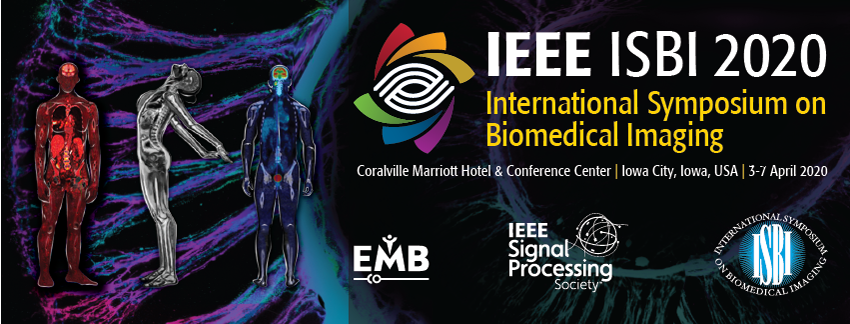 IEEE ISBI 2020
International Symposium on
Biomedical Imaging
Coralville Marriott Hotel & Conference Center | Iowa City, Iowa, USA | 3-7 April 2020
EMB
IEEE
Signal
Processing
Society
INTERNATIONAL SYMPOSIUM
ISBI
ON BIOMEDICAL IMAGING